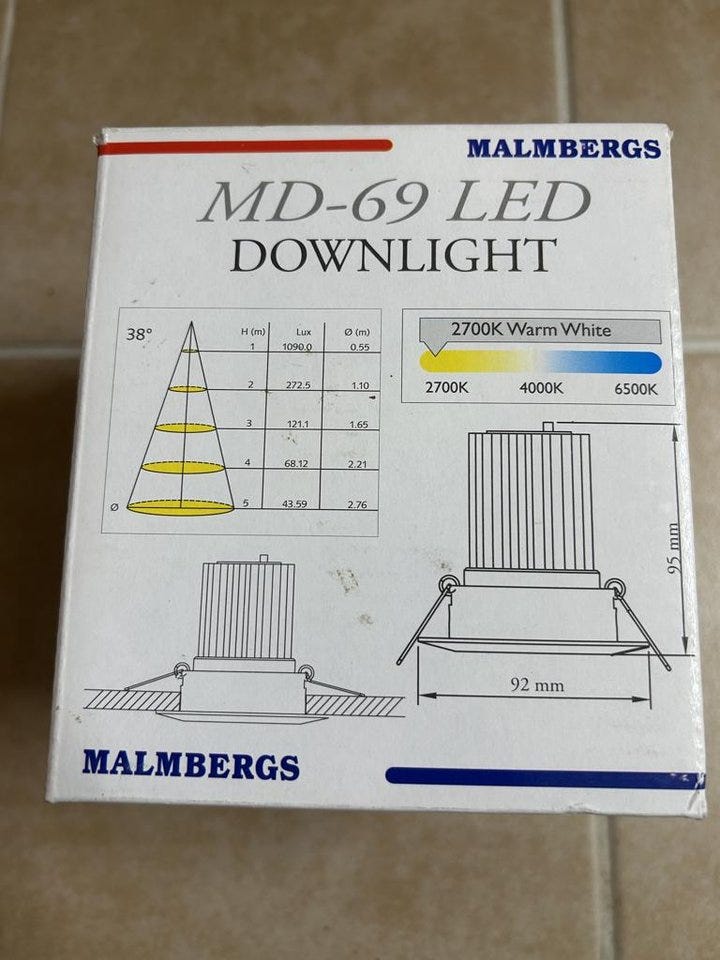 MALMBERGS
MD-69 LED
DOWNLIGHT
38°
H (m) Lux Ø (m)
1 1090.0 0.55
2 272.5 1.10
3 121.1 1.65
4 68.12 2.21
Ø 5 43.59 2.76
2700K Warm White
2700K 4000K 6500K
95 mm
92 mm
MALMBERGS